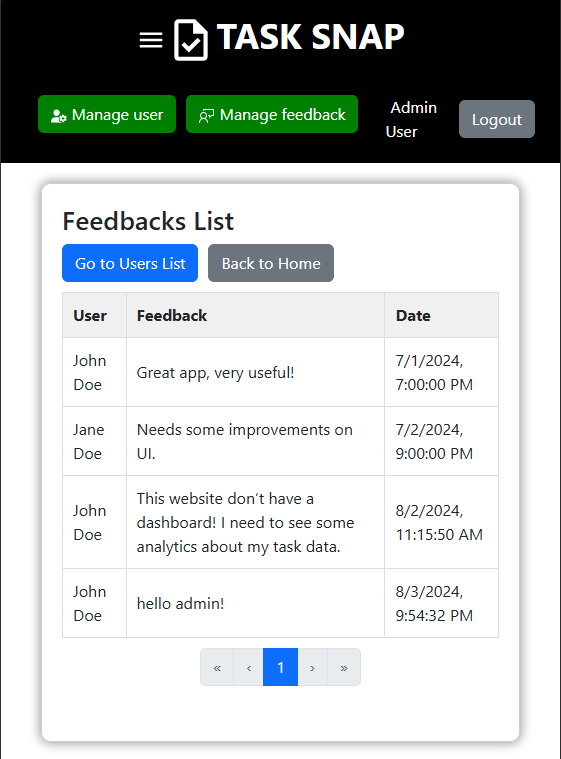 TASK SNAP
Manage user
Manage feedback
Admin
User
Logout
Feedbacks List
Go to Users List
Back to Home
User Feedback Date
John
Doe
Great app, very useful!
7/1/2024,
7:00:00 PM
Jane
Doe
Needs some improvements on
UI.
7/2/2024,
9:00:00 PM
John
Doe
This website don't have a
dashboard! I need to see some
analytics about my task data.
8/2/2024,
11:15:50 AM
John
Doe
hello admin!
8/3/2024,
9:54:32 PM
« ‹ 1 › »